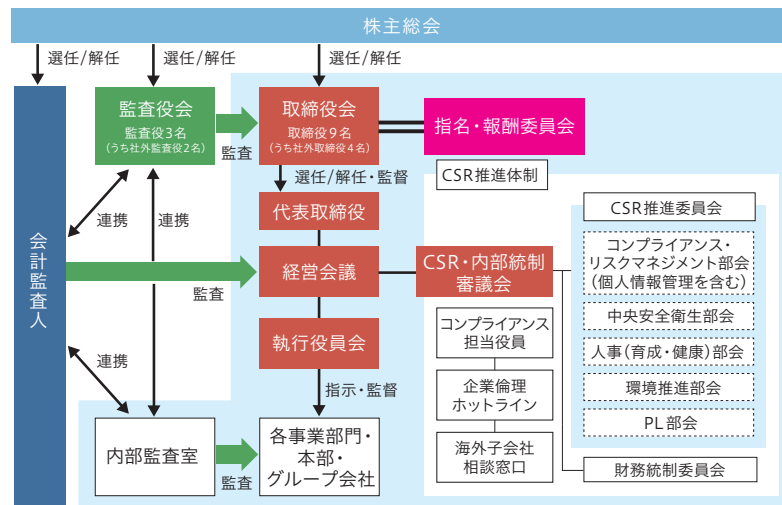 株主総会
選任/解任
選任/解任
選任/解任
監査役会
監査役3名
(うち社外監査役2名)
監査
取締役会
取締役9名
(うち社外取締役4名)
指名・報酬委員会
選任/解任・監督
CSR推進体制
連携
連携
代表取締役
CSR推進委員会
会計監査人
監査
経営会議
CSR・内部統制
審議会
コンプライアンス・
リスクマネジメント部会
(個人情報管理を含む)
中央安全衛生部会
人事(育成・健康)部会
環境推進部会
PL部会
連携
執行役員会
コンプライアンス
担当役員
指示・監督
企業倫理
ホットライン
内部監査室
監査
各事業部門・
本部・
グループ会社
海外子会社
相談窓口
財務統制委員会